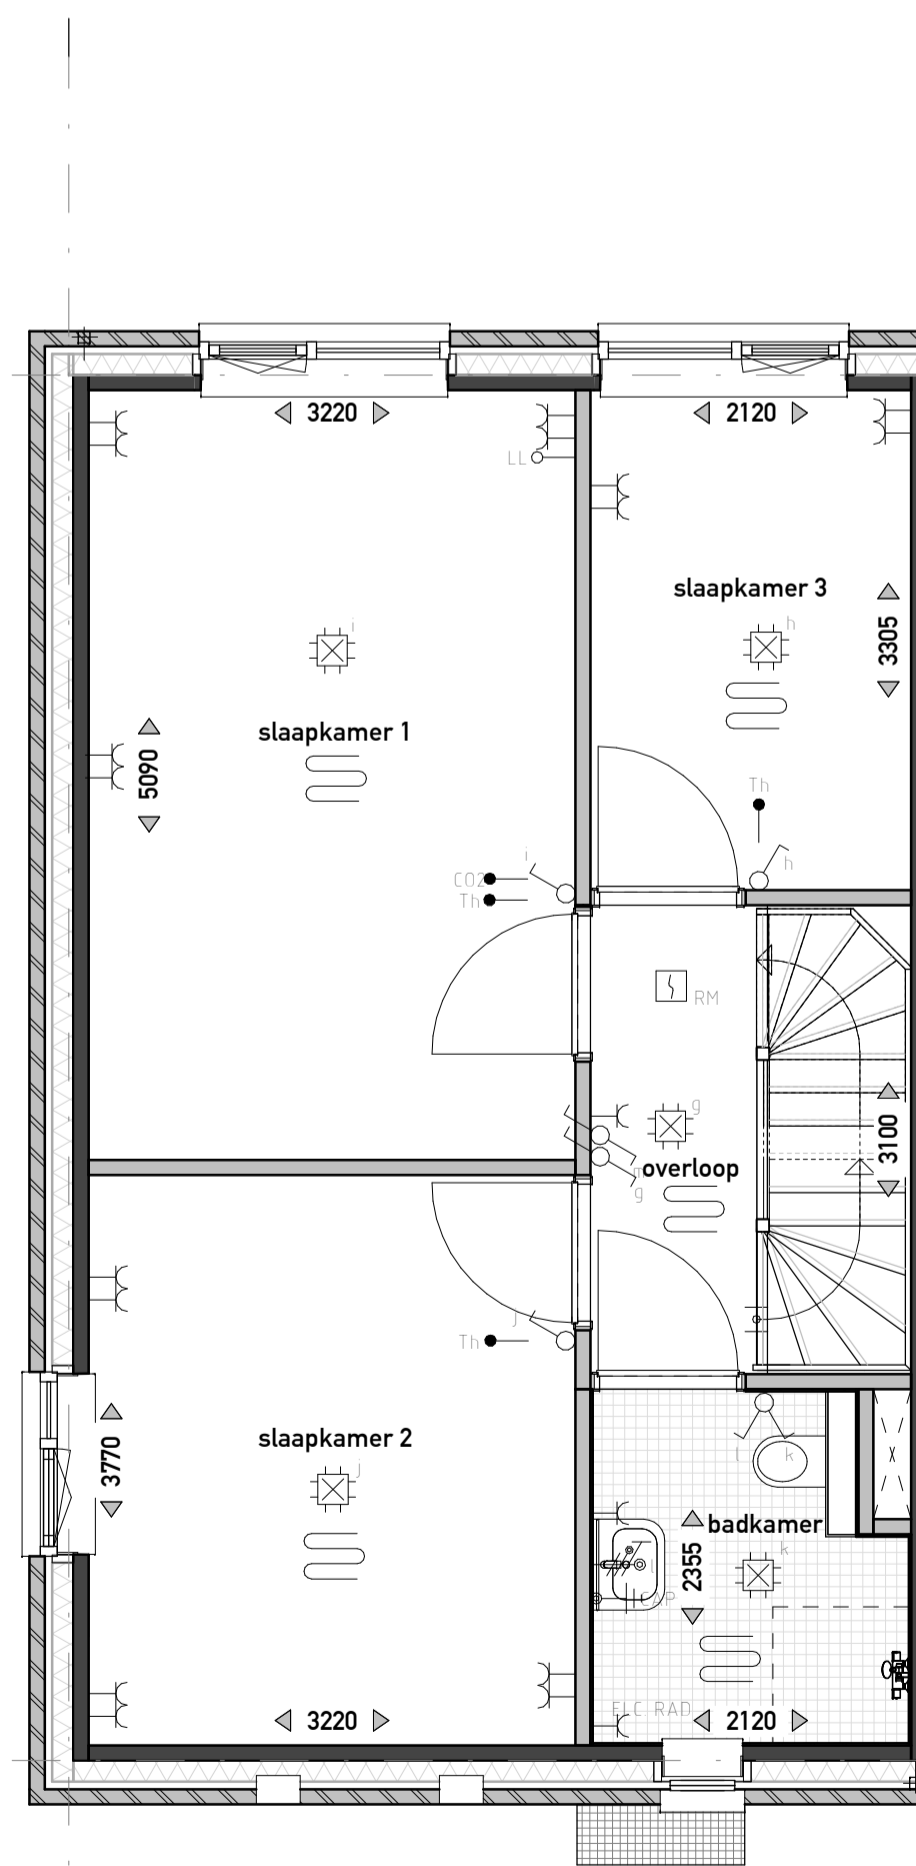 3220
2120
LL
slaapkamer 3
h
i
3305
slaapkamer 1
5090
Th
i
h
CO2
Th
RM
g
3100
m
overloop
g
j
Th
slaapkamer 2
3770
j
l
k
badkamer
k
2355
l
CAP
ELC RAD
3220
2120